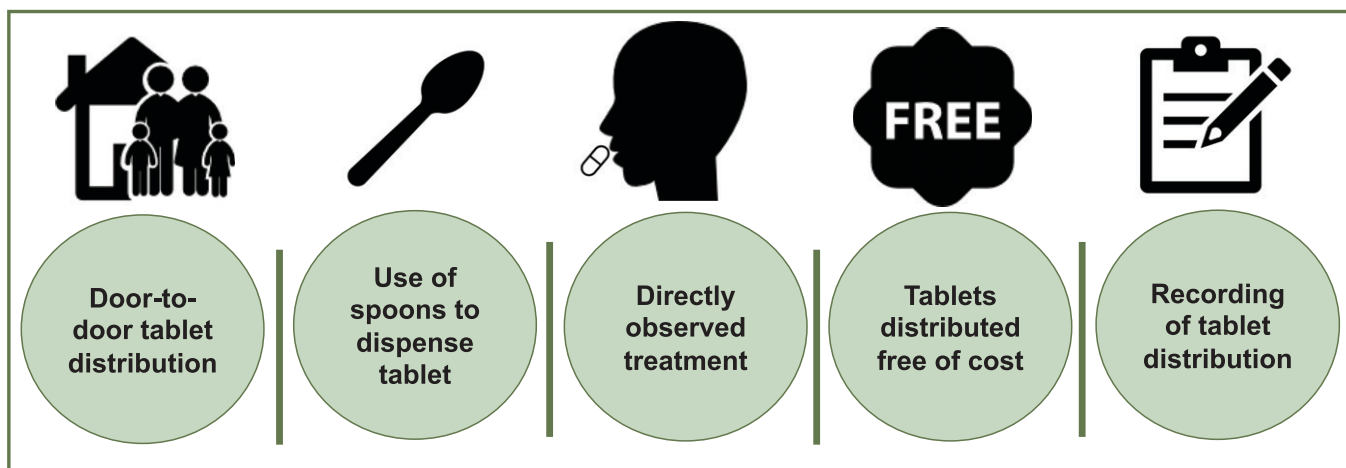 FREE
Door-to-
door tablet
distribution
Use of
spoons to
dispense
tablet
Directly
observed
treatment
Tablets
distributed
free of cost
Recording
of tablet
distribution